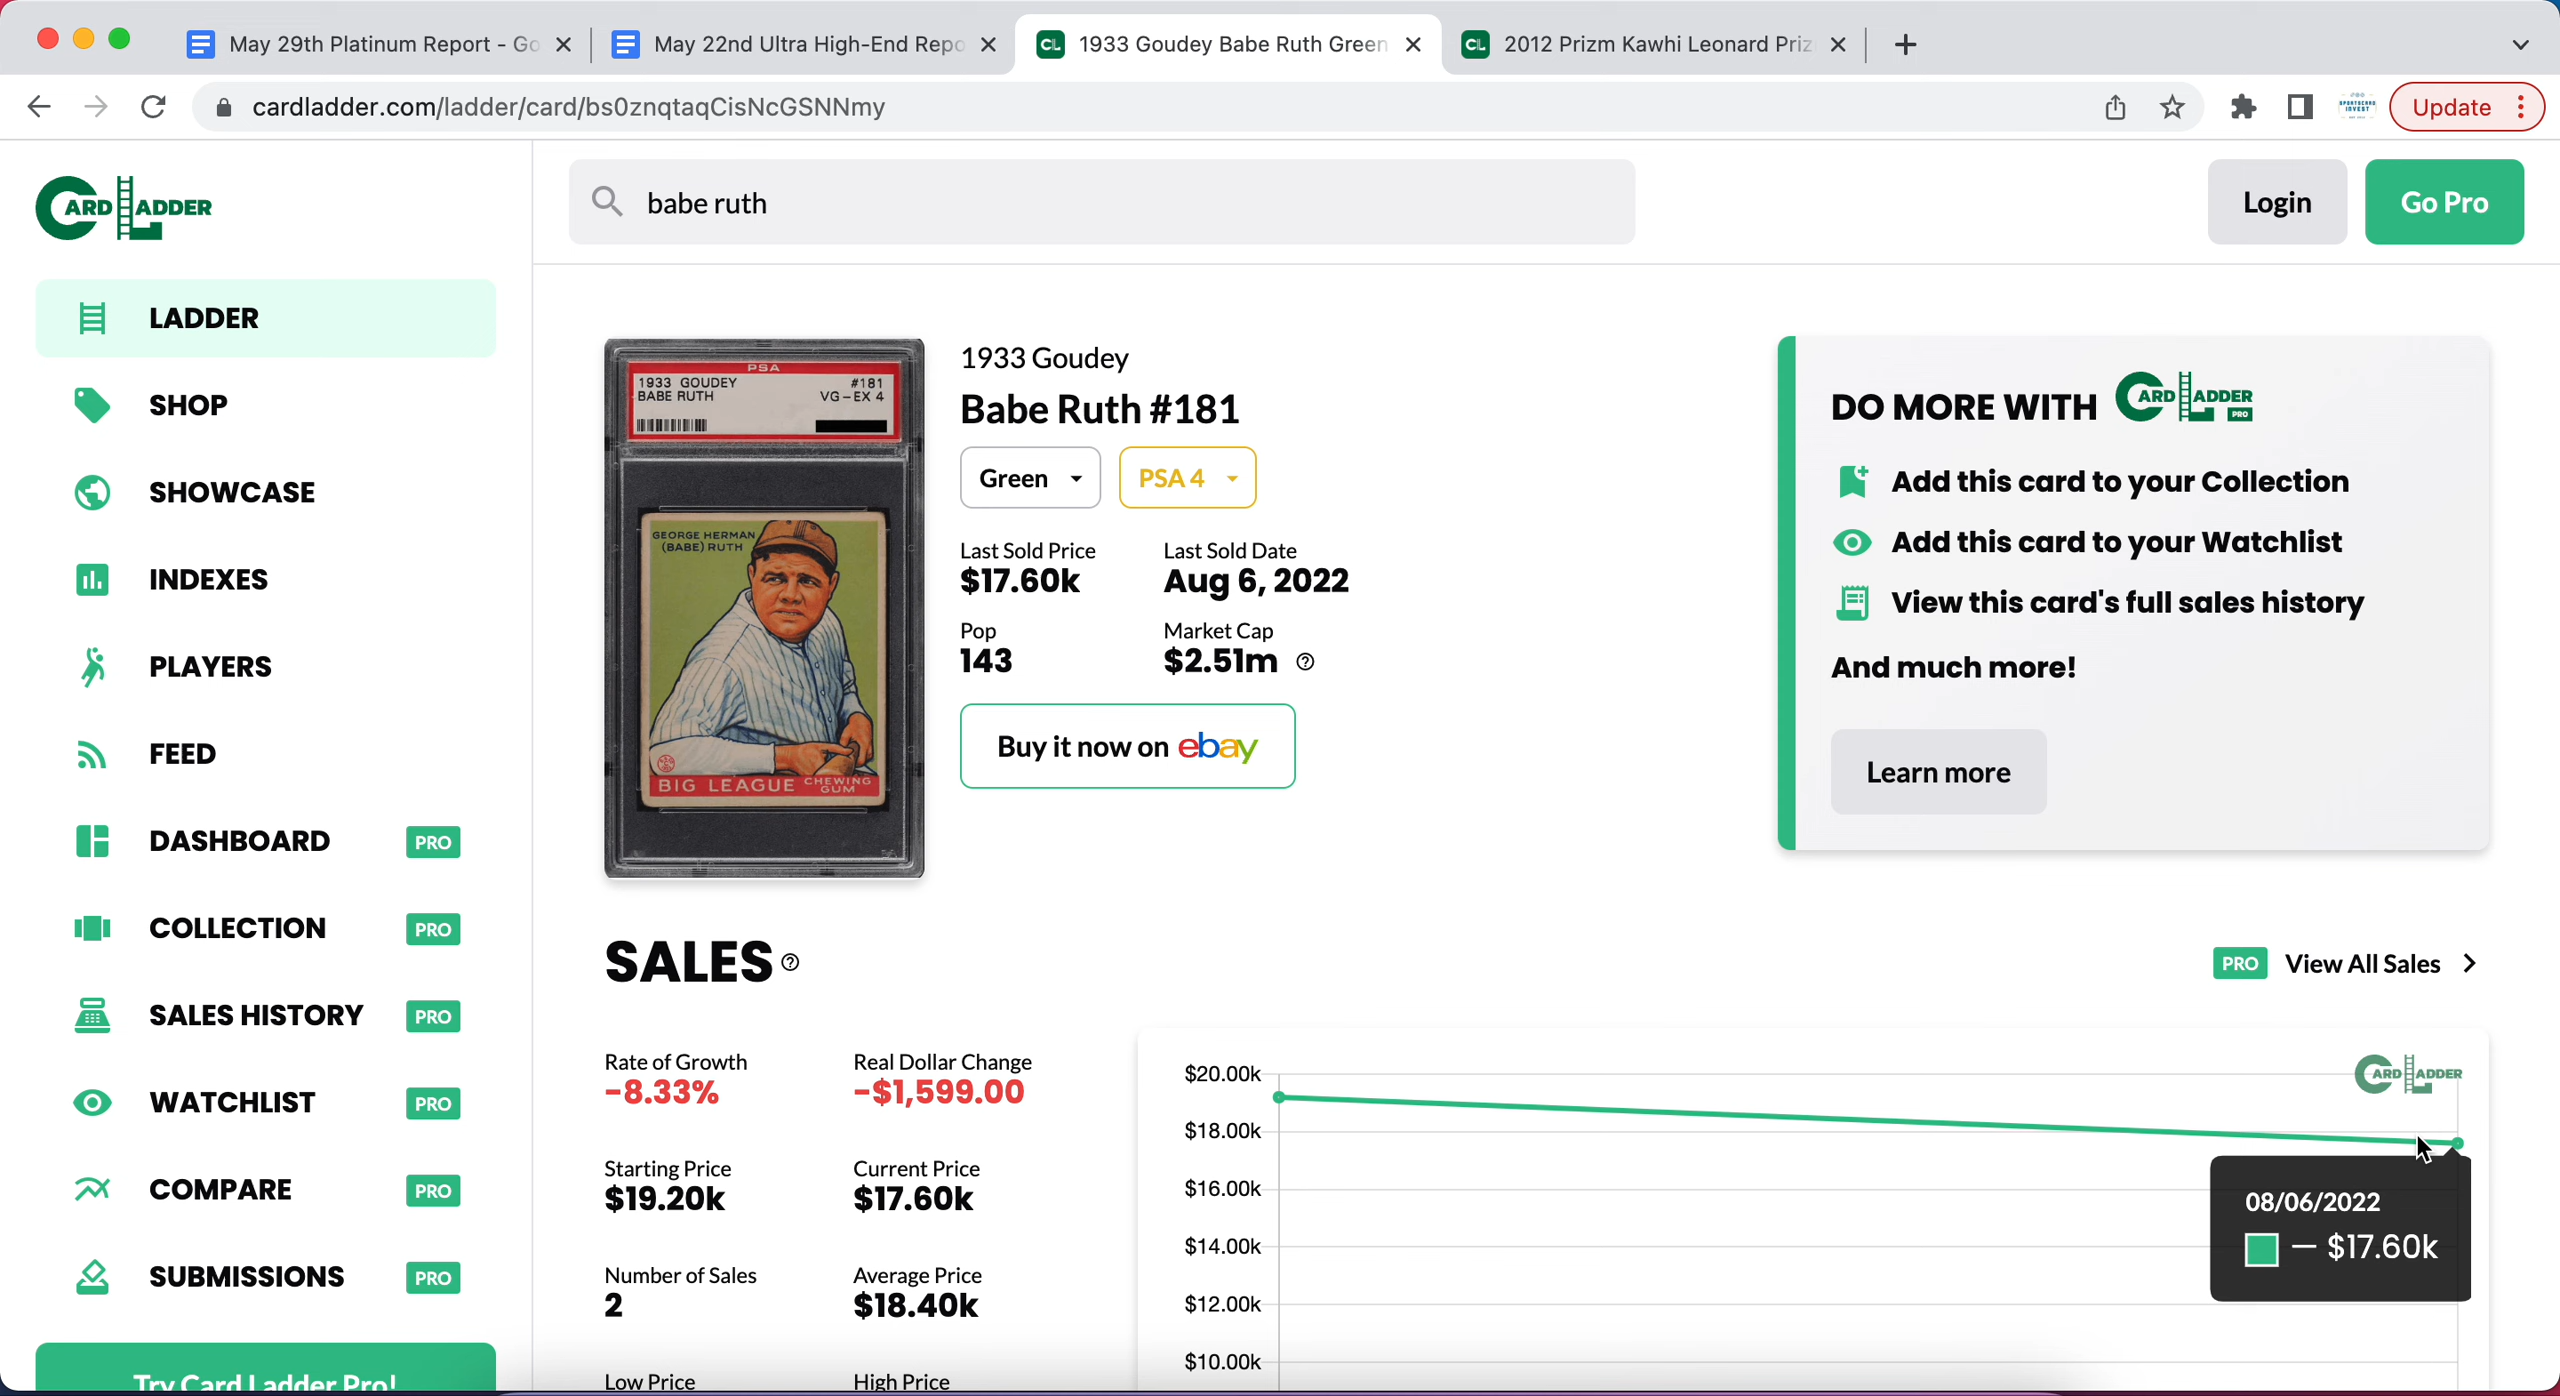 May 29th Platinum Report - Go
May 22nd Ultra High-End Repo
CL 1933 Goudey Babe Ruth Green
CL 2012 Prizm Kawhi Leonard Priz
cardladder.com/ladder/card/bs0znqtaqCisNcGSNNmy
SPORTSCARD
INVEST
Update
CARD LADDER
babe ruth
Login
Go Pro
LADDER
SHOP
SHOWCASE
INDEXES
PLAYERS
FEED
DASHBOARD PRO
COLLECTION PRO
SALES HISTORY PRO
WATCHLIST PRO
COMPARE PRO
SUBMISSIONS PRO
Try Card Ladder Pro!
PSA
1933 GOUDEY #181
BABE RUTH VG-EX 4
GEORGE HERMAN
(BABE) RUTH
BIG LEAGUE CHEWING
GUM
1933 Goudey
Babe Ruth #181
Green
PSA 4
Last Sold Price
$17.60k
Last Sold Date
Aug 6, 2022
Pop
143
Market Cap
$2.51m
Buy it now on ebay
DO MORE WITH CARD LADDER PRO
Add this card to your Collection
Add this card to your Watchlist
View this card's full sales history
And much more!
Learn more
SALES
PRO View All Sales
Rate of Growth
-8.33%
Real Dollar Change
-$1,599.00
Starting Price
$19.20k
Current Price
$17.60k
Number of Sales
2
Average Price
$18.40k
Low Price
High Price
$20.00k
$18.00k
$16.00k
$14.00k
$12.00k
$10.00k
CARD LADDER
08/06/2022
— $17.60k